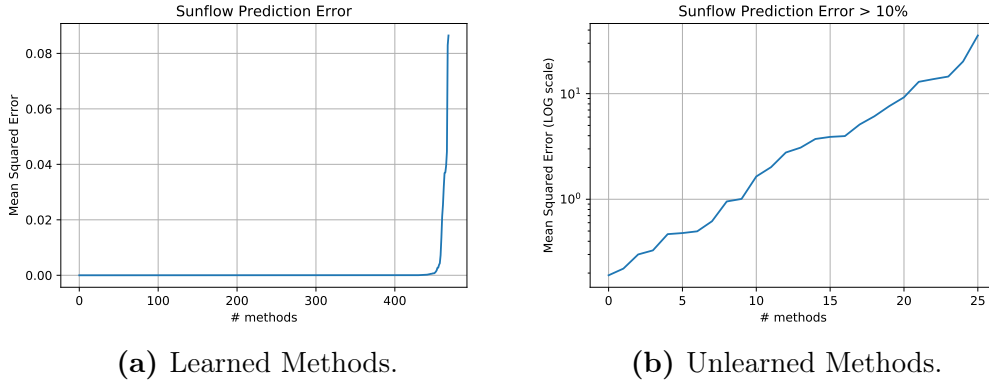 Sunflow Prediction Error
Mean Squared Error
0.08
0.06
0.04
0.02
0.00
0 100 200 300 400
# methods
(a) Learned Methods.
Sunflow Prediction Error > 10%
Mean Squared Error (LOG scale)
10¹
10⁰
0 5 10 15 20 25
# methods
(b) Unlearned Methods.